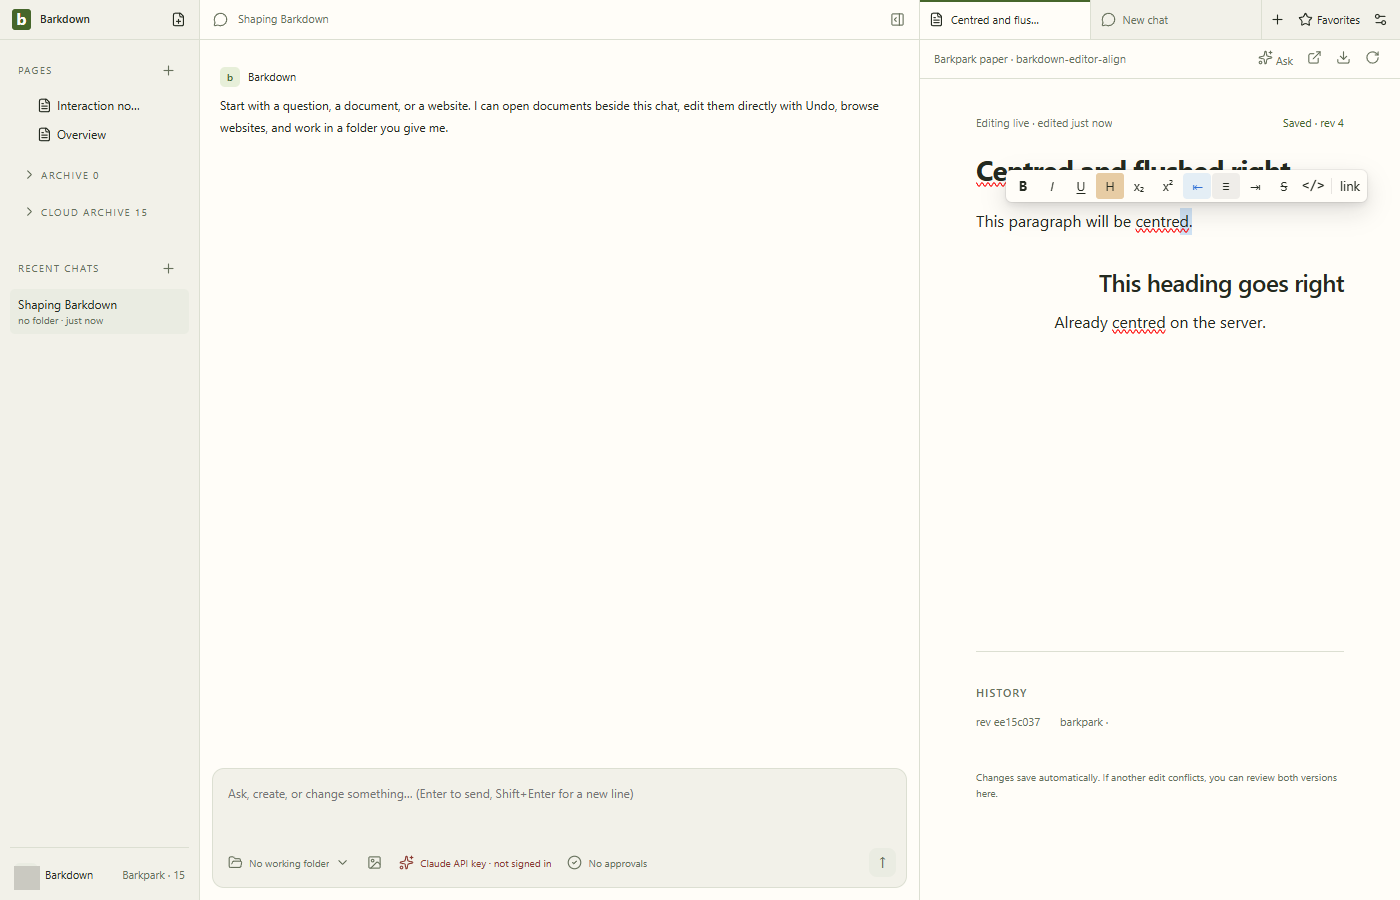 b Barkdown
PAGES
Interaction no...
Overview
ARCHIVE 0
CLOUD ARCHIVE 15
RECENT CHATS
Shaping Barkdown
no folder · just now
Barkdown
Barkpark · 15
Shaping Barkdown
b Barkdown
Start with a question, a document, or a website. I can open documents beside this chat, edit them directly with Undo, browse
websites, and work in a folder you give me.
Ask, create, or change something... (Enter to send, Shift+Enter for a new line)
No working folder
Claude API key · not signed in
No approvals
↑
Centred and flus...
New chat
Favorites
Barkpark paper · barkdown-editor-align
Ask
Editing live · edited just now
Saved · rev 4
Centred and flushed right
B I U H x₂ x² ⇤ ≡ ⇥ S </> link
This paragraph will be centred.
This heading goes right
Already centred on the server.
HISTORY
rev ee15c037
barkpark ·
Changes save automatically. If another edit conflicts, you can review both versions
here.